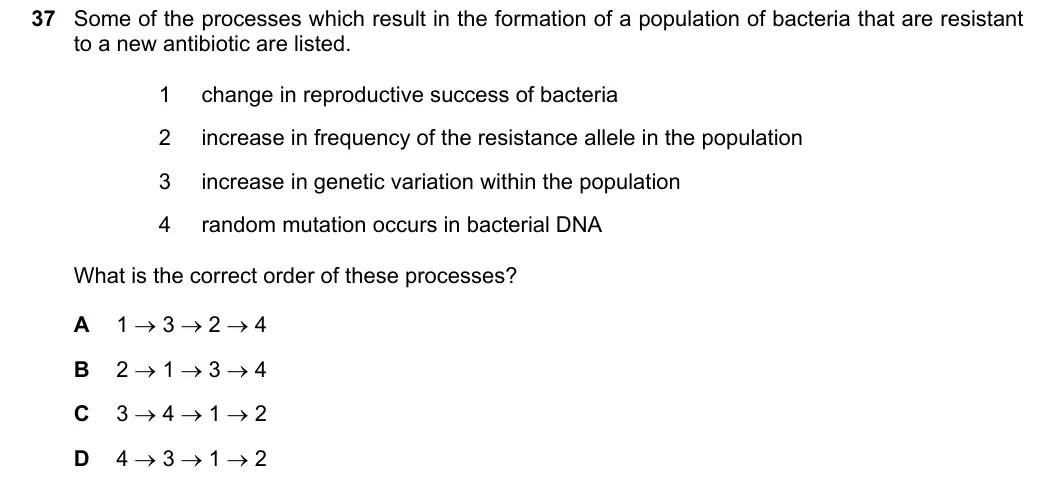 37 Some of the processes which result in the formation of a population of bacteria that are resistant
to a new antibiotic are listed.
1 change in reproductive success of bacteria
2 increase in frequency of the resistance allele in the population
3 increase in genetic variation within the population
4 random mutation occurs in bacterial DNA
What is the correct order of these processes?
A 1 → 3 → 2 → 4
B 2 → 1 → 3 → 4
C 3 → 4 → 1 → 2
D 4 → 3 → 1 → 2